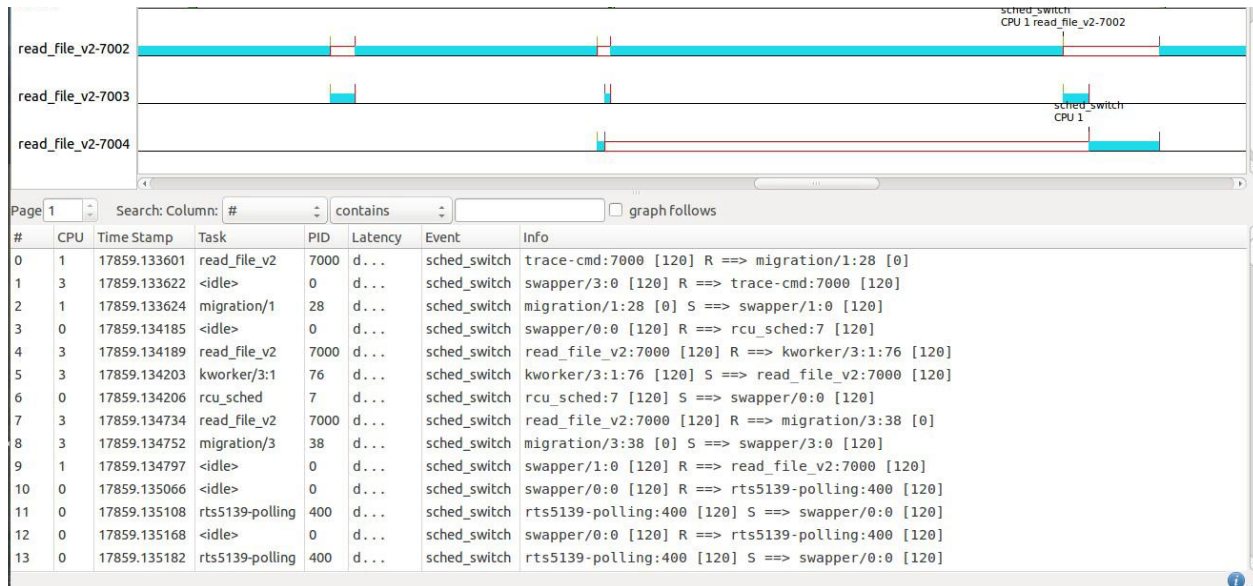 sched_switch
CPU 1 read_file_v2-7002
read_file_v2-7002
read_file_v2-7003
sched_switch
CPU 1
read_file_v2-7004
Page 1 Search: Column: # contains graph follows
# CPU Time Stamp Task PID Latency Event Info
0 1 17859.133601 read_file_v2 7000 d... sched_switch trace-cmd:7000 [120] R ==> migration/1:28 [0]
1 3 17859.133622 <idle> 0 d... sched_switch swapper/3:0 [120] R ==> trace-cmd:7000 [120]
2 1 17859.133624 migration/1 28 d... sched_switch migration/1:28 [0] S ==> swapper/1:0 [120]
3 0 17859.134185 <idle> 0 d... sched_switch swapper/0:0 [120] R ==> rcu_sched:7 [120]
4 3 17859.134189 read_file_v2 7000 d... sched_switch read_file_v2:7000 [120] R ==> kworker/3:1:76 [120]
5 3 17859.134203 kworker/3:1 76 d... sched_switch kworker/3:1:76 [120] S ==> read_file_v2:7000 [120]
6 0 17859.134206 rcu_sched 7 d... sched_switch rcu_sched:7 [120] S ==> swapper/0:0 [120]
7 3 17859.134734 read_file_v2 7000 d... sched_switch read_file_v2:7000 [120] R ==> migration/3:38 [0]
8 3 17859.134752 migration/3 38 d... sched_switch migration/3:38 [0] S ==> swapper/3:0 [120]
9 1 17859.134797 <idle> 0 d... sched_switch swapper/1:0 [120] R ==> read_file_v2:7000 [120]
10 0 17859.135066 <idle> 0 d... sched_switch swapper/0:0 [120] R ==> rts5139-polling:400 [120]
11 0 17859.135108 rts5139-polling 400 d... sched_switch rts5139-polling:400 [120] S ==> swapper/0:0 [120]
12 0 17859.135168 <idle> 0 d... sched_switch swapper/0:0 [120] R ==> rts5139-polling:400 [120]
13 0 17859.135182 rts5139-polling 400 d... sched_switch rts5139-polling:400 [120] S ==> swapper/0:0 [120]